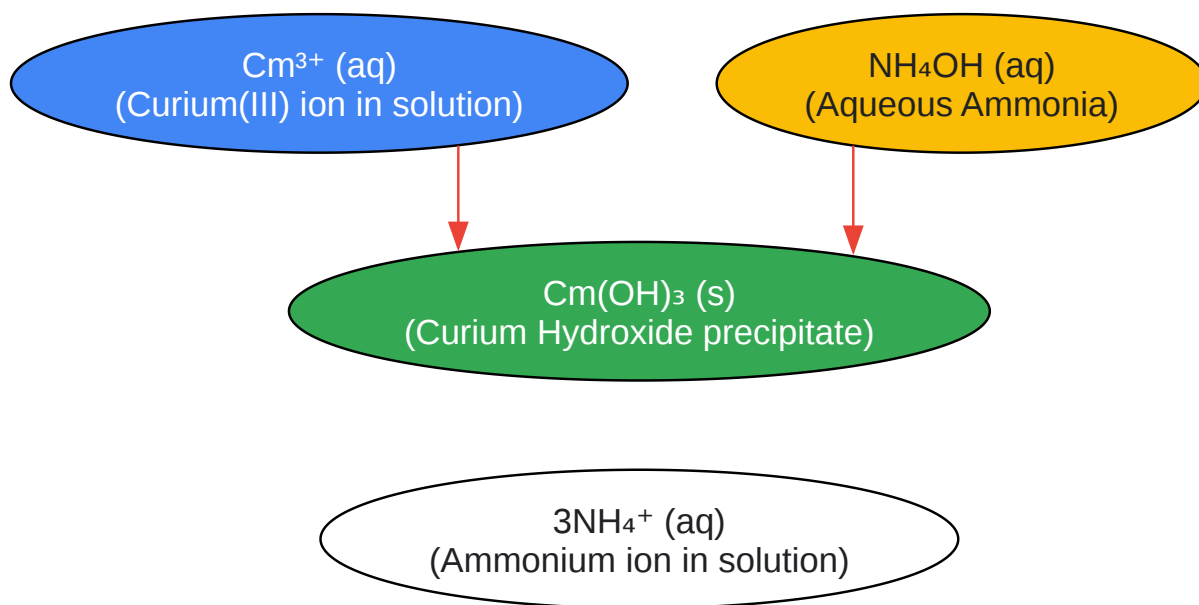 Cm³⁺ (aq)
(Curium(III) ion in solution)
NH₄OH (aq)
(Aqueous Ammonia)
Cm(OH)₃ (s)
(Curium Hydroxide precipitate)
3NH₄⁺ (aq)
(Ammonium ion in solution)